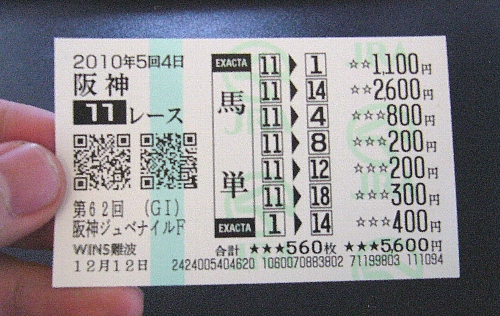 2010年5回4日
阪神
11レース
第62回 (GI)
阪神ジュベナイルF
WINS難波
12月12日
EXACTA
馬単
EXACTA
11▶1 ☆☆1,100円
11▶14 ☆☆2600円
11▶4 ☆☆☆800円
11▶8 ☆☆☆200円
11▶12 ☆☆☆200円
11▶18 ☆☆☆300円
1▶14 ☆☆☆400円
合計 ★★★560枚 ★★★5,600円
2424005404620 1060070883802 71199803 111094
JRA